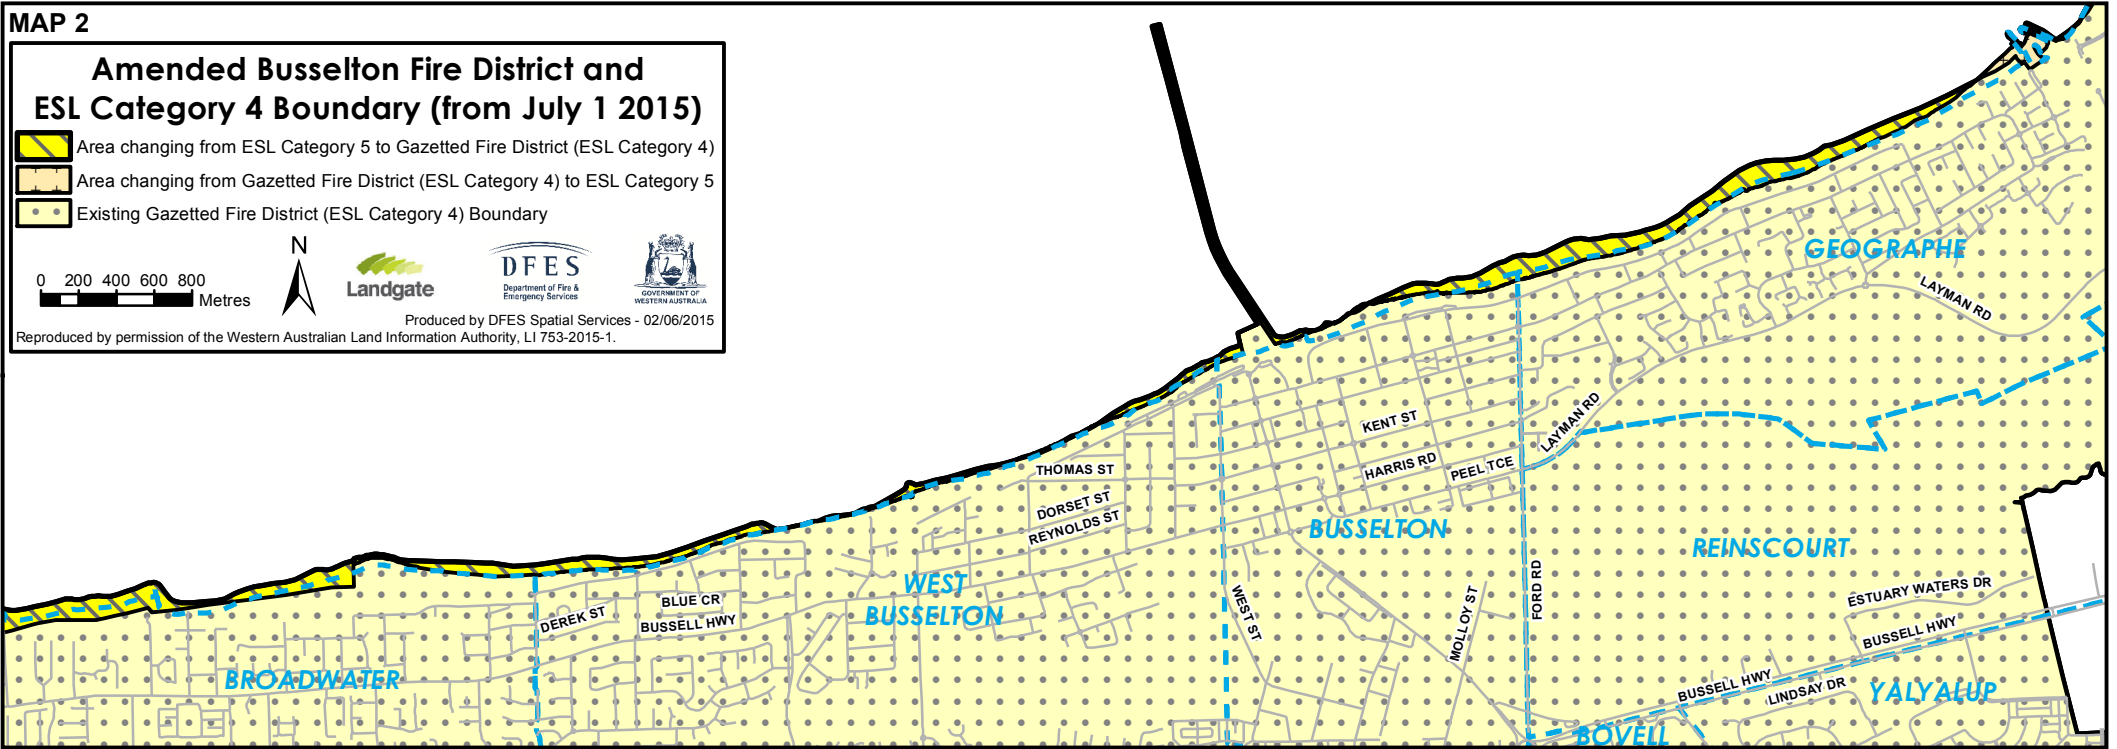 MAP 2
Amended Busselton Fire District and
ESL Category 4 Boundary (from July 1 2015)
Area changing from ESL Category 5 to Gazetted Fire District (ESL Category 4)
Area changing from Gazetted Fire District (ESL Category 4) to ESL Category 5
Existing Gazetted Fire District (ESL Category 4) Boundary
0 200 400 600 800
Metres
N
Landgate
DFES
Department of Fire &
Emergency Services
GOVERNMENT OF
WESTERN AUSTRALIA
Produced by DFES Spatial Services - 02/06/2015
Reproduced by permission of the Western Australian Land Information Authority, LI 753-2015-1.
GEOGRAPHE
LAYMAN RD
KENT ST
LAYMAN RD
HARRIS RD
PEEL TCE
THOMAS ST
DORSET ST
REYNOLDS ST
BUSSELTON
REINSCOURT
WEST
BUSSELTON
FORD RD
WEST ST
MOLLOY ST
ESTUARY WATERS DR
BUSSELL HWY
BLUE CR
DEREK ST
BUSSELL HWY
BROADWATER
BUSSELL HWY
LINDSAY DR
YALYALUP
BOVELL